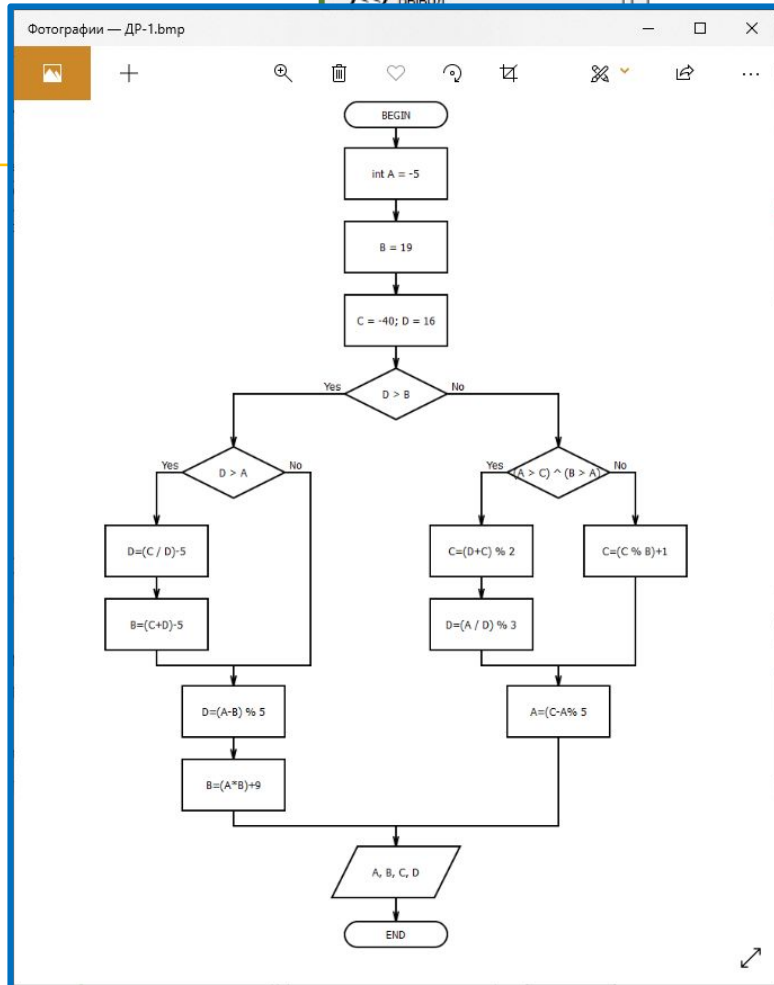 Фотографии — ДР-1.bmp
BEGIN
int A = -5
B = 19
C = -40; D = 16
D > B
Yes
No
D > A
Yes
No
D=(C / D)-5
B=(C+D)-5
D=(A-B) % 5
B=(A*B)+9
(A > C) ^ (B > A)
Yes
No
C=(D+C) % 2
D=(A / D) % 3
C=(C % B)+1
A=(C-A% 5
A, B, C, D
END